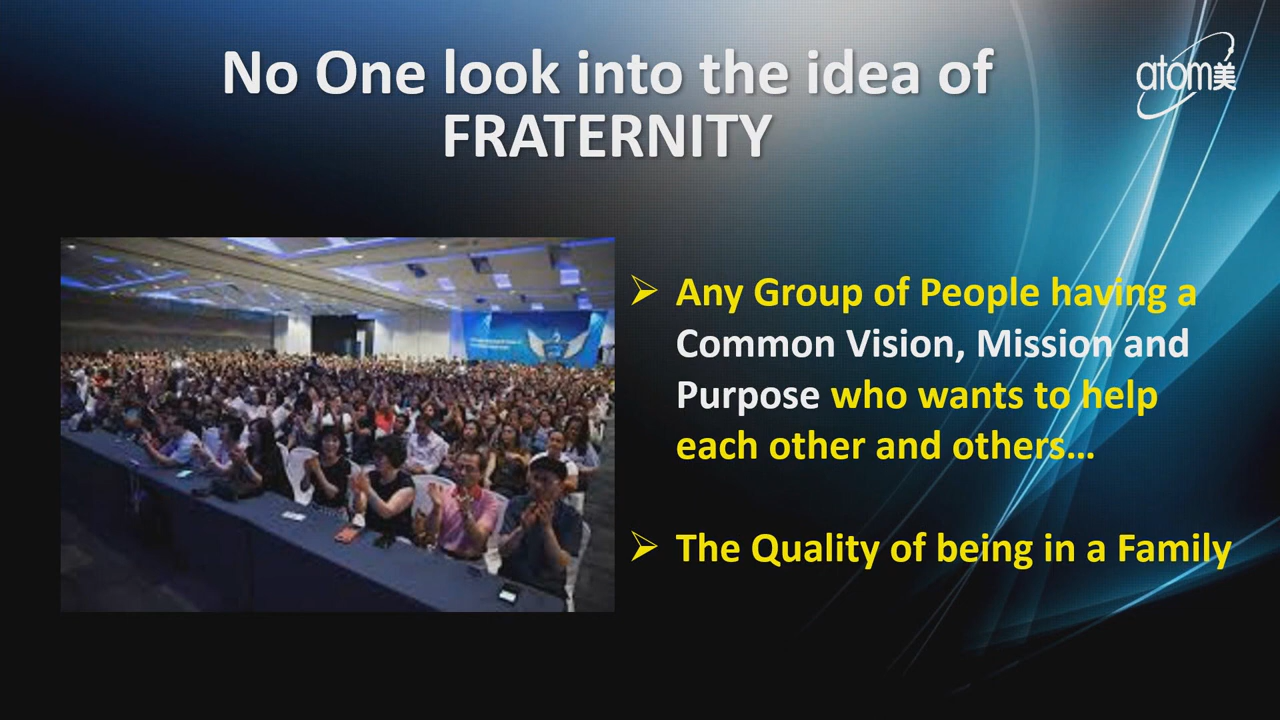 No One look into the idea of
FRATERNITY
atom美
Any Group of People having a
Common Vision, Mission and
Purpose who wants to help
each other and others...
The Quality of being in a Family